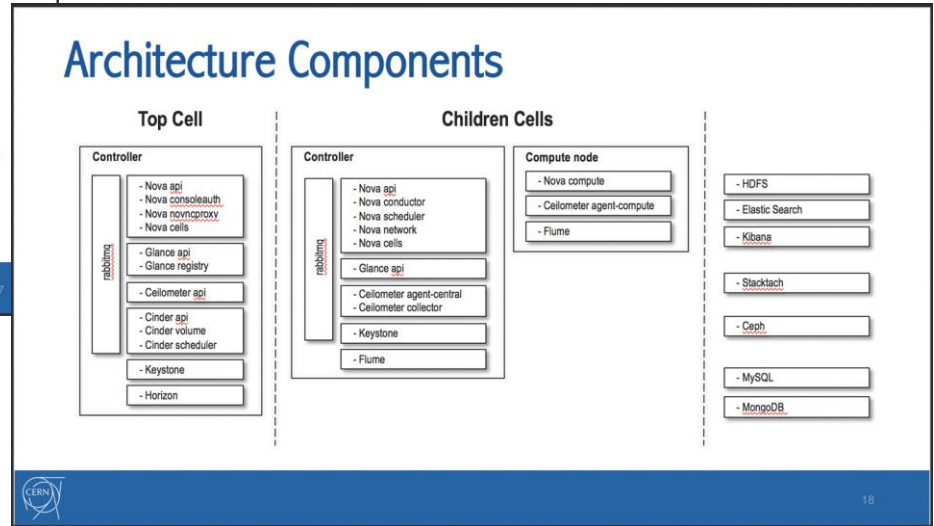 Architecture Components
Top Cell
Controller
rabbitmq
- Nova api
- Nova consoleauth
- Nova novncproxy
- Nova cells
- Glance api
- Glance registry
- Ceilometer api
- Cinder api
- Cinder volume
- Cinder scheduler
- Keystone
- Horizon
Children Cells
Controller
rabbitmq
- Nova api
- Nova conductor
- Nova scheduler
- Nova network
- Nova cells
- Glance api
- Ceilometer agent-central
- Ceilometer collector
- Keystone
- Flume
Compute node
- Nova compute
- Ceilometer agent-compute
- Flume
- HDFS
- Elastic Search
- Kibana
- Stacktach
- Ceph
- MySQL
- MongoDB
CERN
18
7